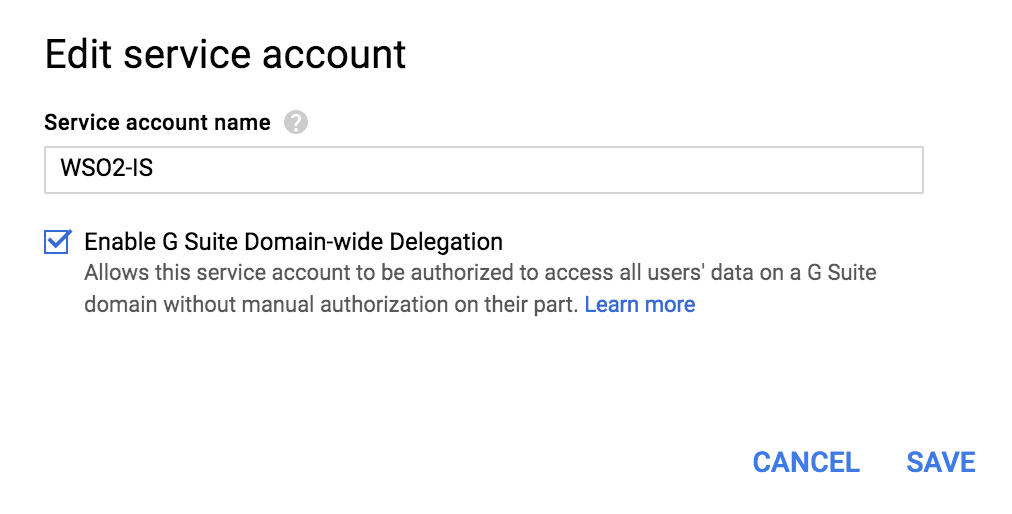 Edit service account
Service account name ?
WSO2-IS
Enable G Suite Domain-wide Delegation
Allows this service account to be authorized to access all users' data on a G Suite
domain without manual authorization on their part. Learn more
CANCEL SAVE